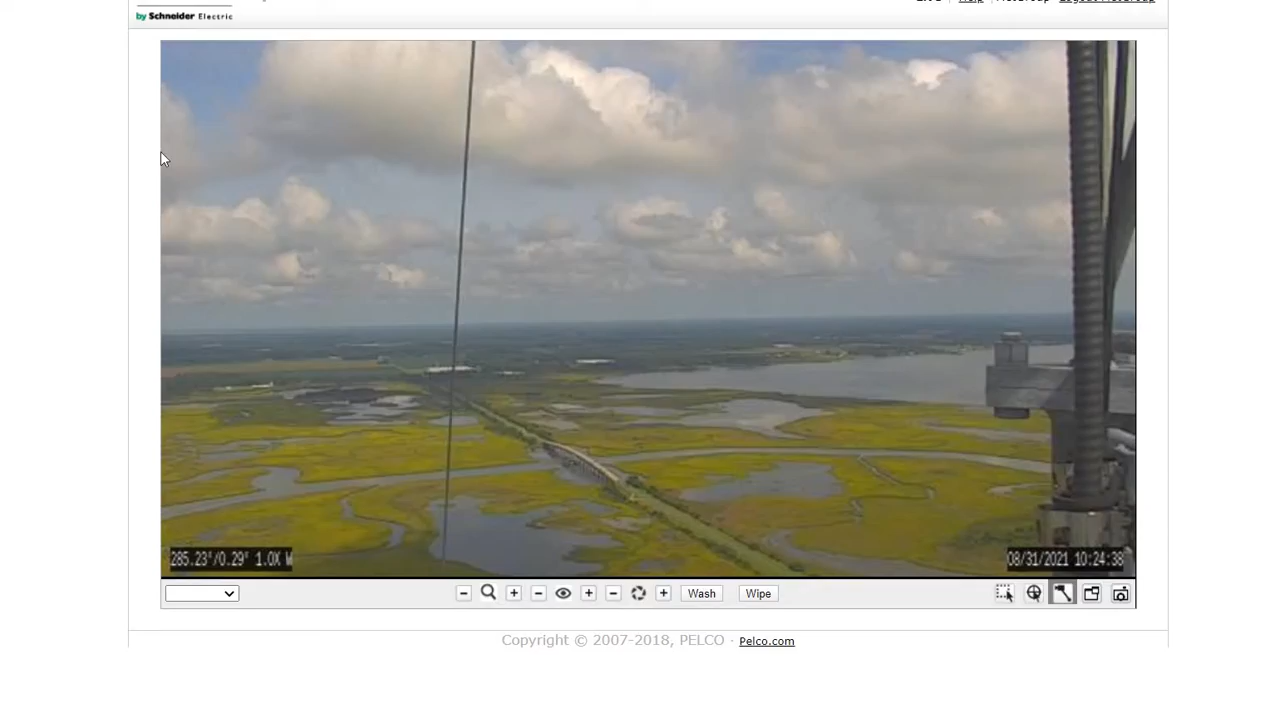 by Schneider Electric
Help
285.23°/0.29° 1.0X W
08/31/2021 10:24:38
Wash
Wipe
Copyright © 2007-2018, PELCO · Pelco.com